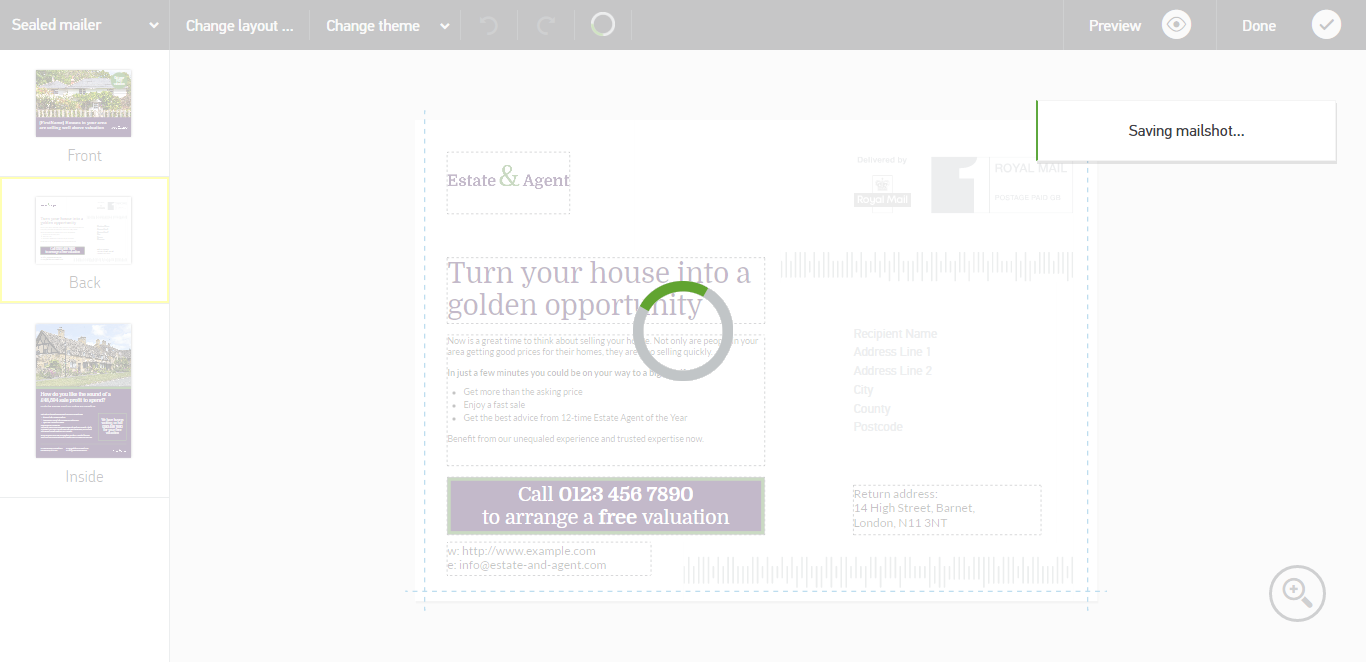 Sealed mailer
Change layout ...
Change theme
Preview
Done
Saving mailshot...
Front
Back
Inside
Estate & Agent
Delivered by
Royal Mail
1
ROYAL MAIL
POSTAGE PAID UK
Turn your house into a
golden opportunity
Now is a great time to think about selling your house. Not only are people in your
area getting good prices for their homes, they are also selling quickly.
In just a few minutes you could be on your way to a
Get more than the asking price
Enjoy a fast sale
Get the best advice from 12-time Estate Agent of the Year
Benefit from our unequaled experience and trusted expertise now.
Call 0123 456 7890
to arrange a free valuation
w: http://www.example.com
e: info@estate-and-agent.com
Recipient Name
Address Line 1
Address Line 2
City
County
Postcode
Return address:
14 High Street, Barnet,
London, N11 3NT